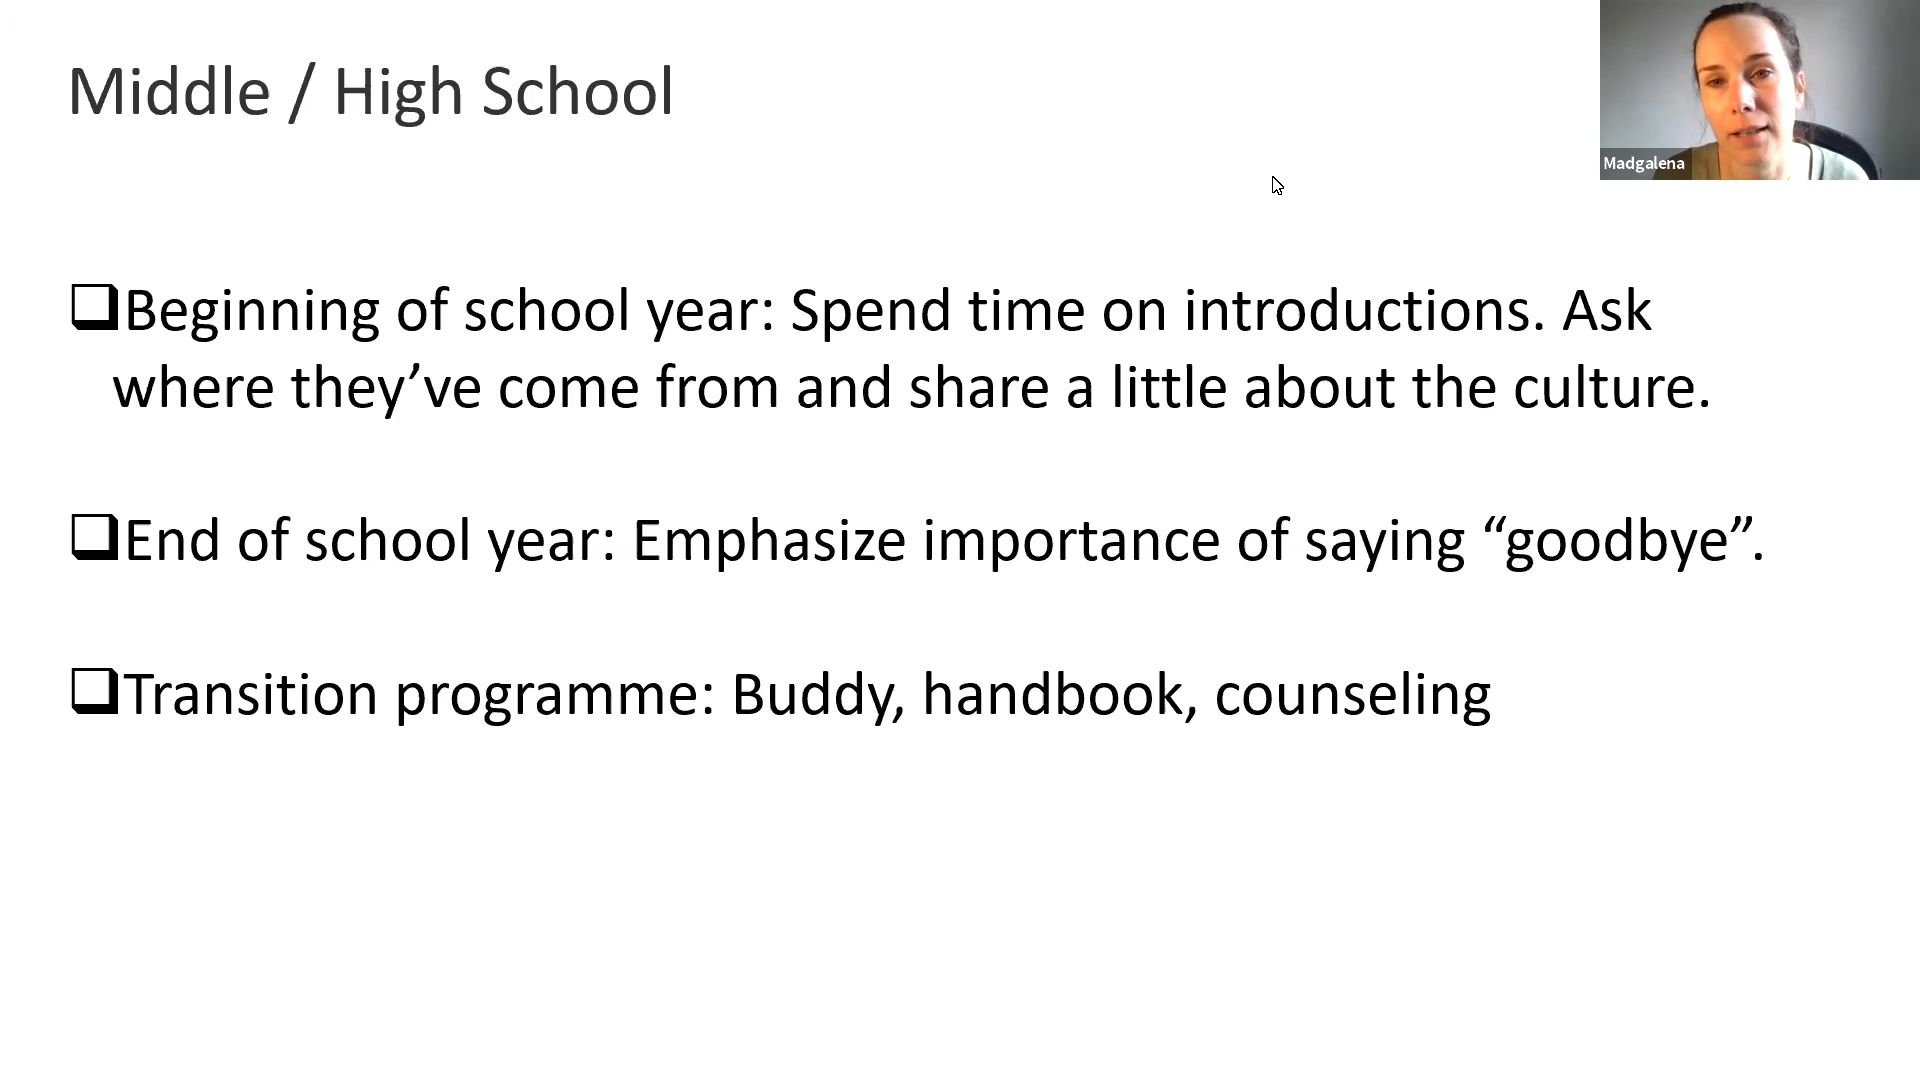 Middle / High School
Madgalena
❑Beginning of school year: Spend time on introductions. Ask
where they’ve come from and share a little about the culture.
❑End of school year: Emphasize importance of saying “goodbye”.
❑Transition programme: Buddy, handbook, counseling